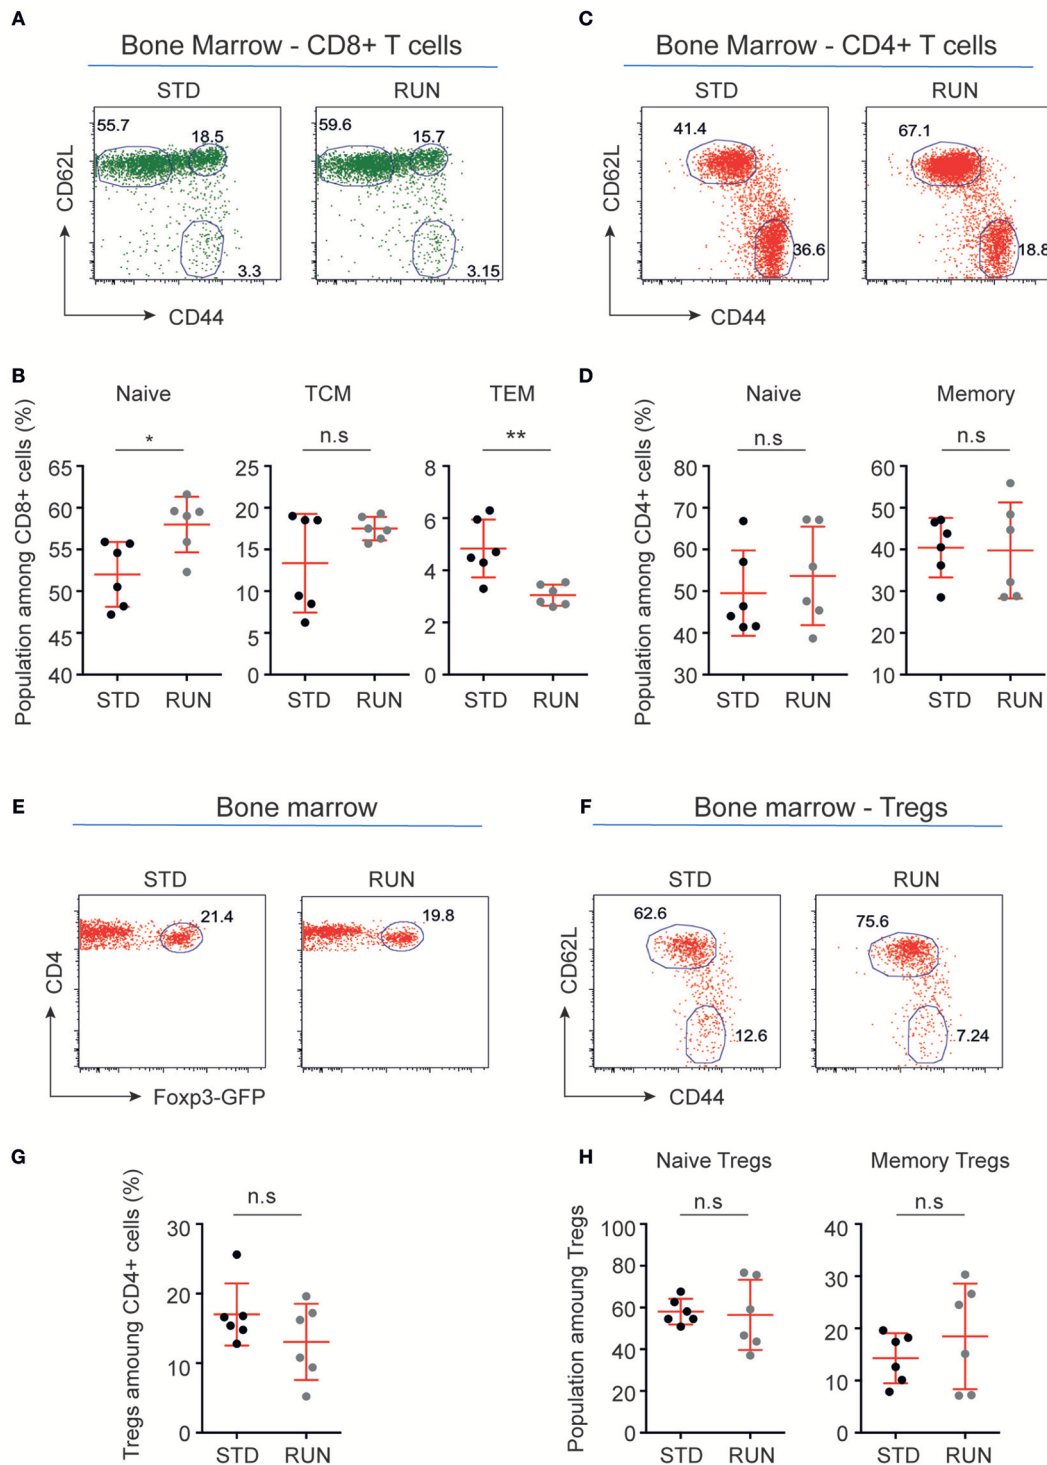 A
Bone Marrow - CD8+ T cells
STD
RUN
55.7
18.5
3.3
59.6
15.7
3.15
CD62L
CD44
C
Bone Marrow - CD4+ T cells
STD
RUN
41.4
36.6
67.1
18.8
CD62L
CD44
B
Naive
TCM
TEM
*
n.s
**
Population among CD8+ cells (%)
65
60
55
50
45
40
STD
RUN
25
20
15
10
5
0
STD
RUN
8
6
4
2
0
STD
RUN
D
Naive
Memory
n.s
n.s
Population among CD4+ cells (%)
80
70
60
50
40
30
STD
RUN
60
50
40
30
20
10
STD
RUN
E
Bone marrow
STD
RUN
21.4
19.8
CD4
Foxp3-GFP
F
Bone marrow - Tregs
STD
RUN
62.6
12.6
75.6
7.24
CD62L
CD44
G
n.s
Tregs amoung CD4+ cells (%)
30
20
10
0
STD
RUN
H
Naive Tregs
Memory Tregs
n.s
n.s
Population amoung Tregs
100
80
60
40
20
0
STD
RUN
40
30
20
10
0
STD
RUN